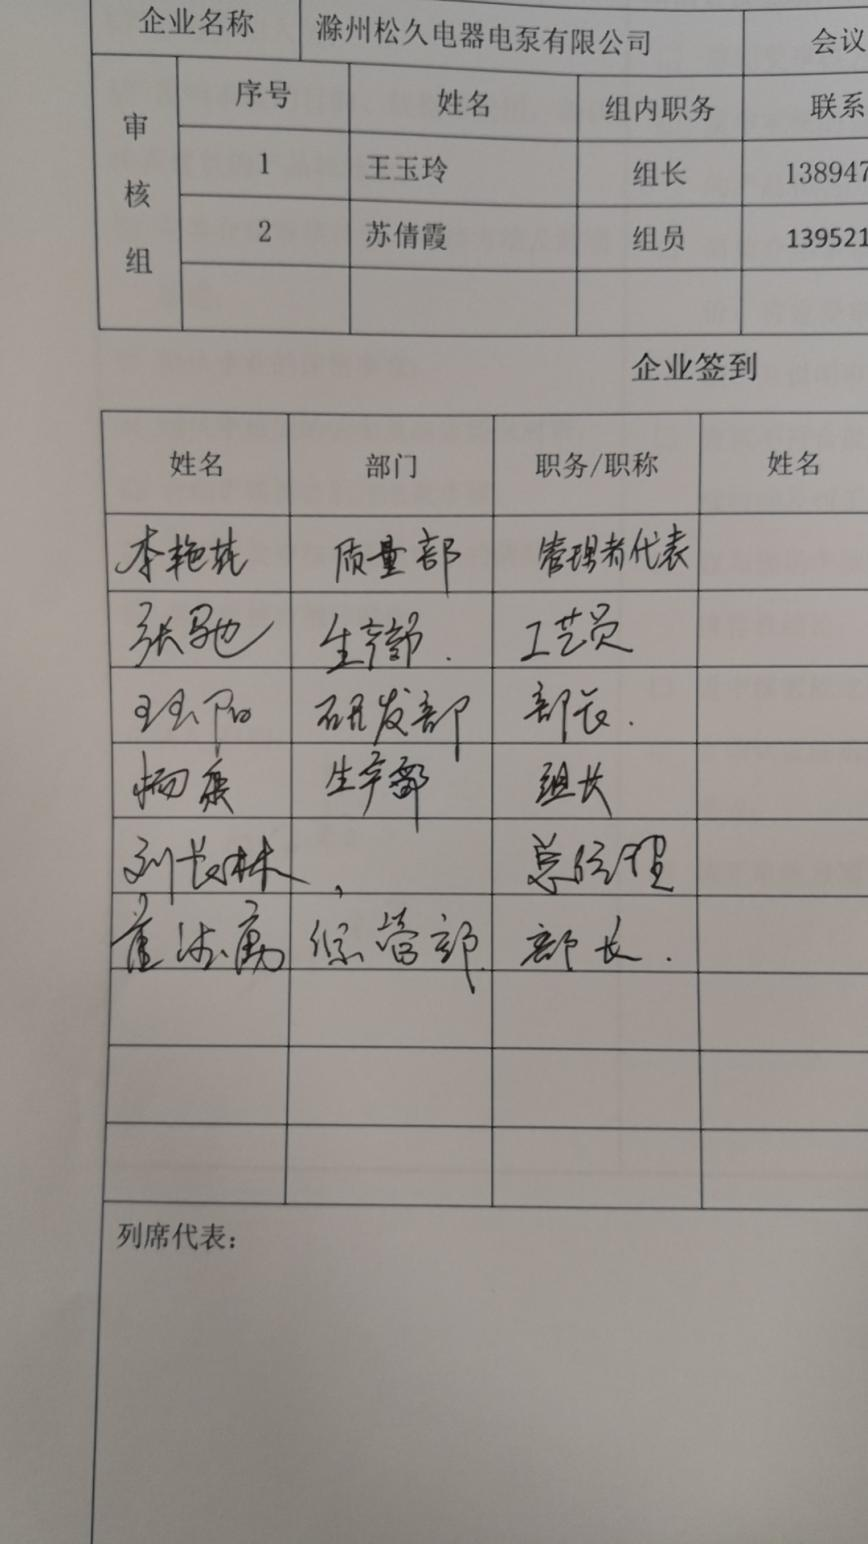 企业名称 滁州松久电器电泵有限公司 会议
审核组 序号 姓名 组内职务 联系
1 王玉玲 组长 138947
2 苏倩霞 组员 139521
企业签到
姓名 部门 职务/职称 姓名
李艳 质量部 管理者代表
张驰 生产部. 工艺员
阳 研发部 部长.
杨 生产部 组长
刘长林 总经理
综管部 部长.
列席代表：